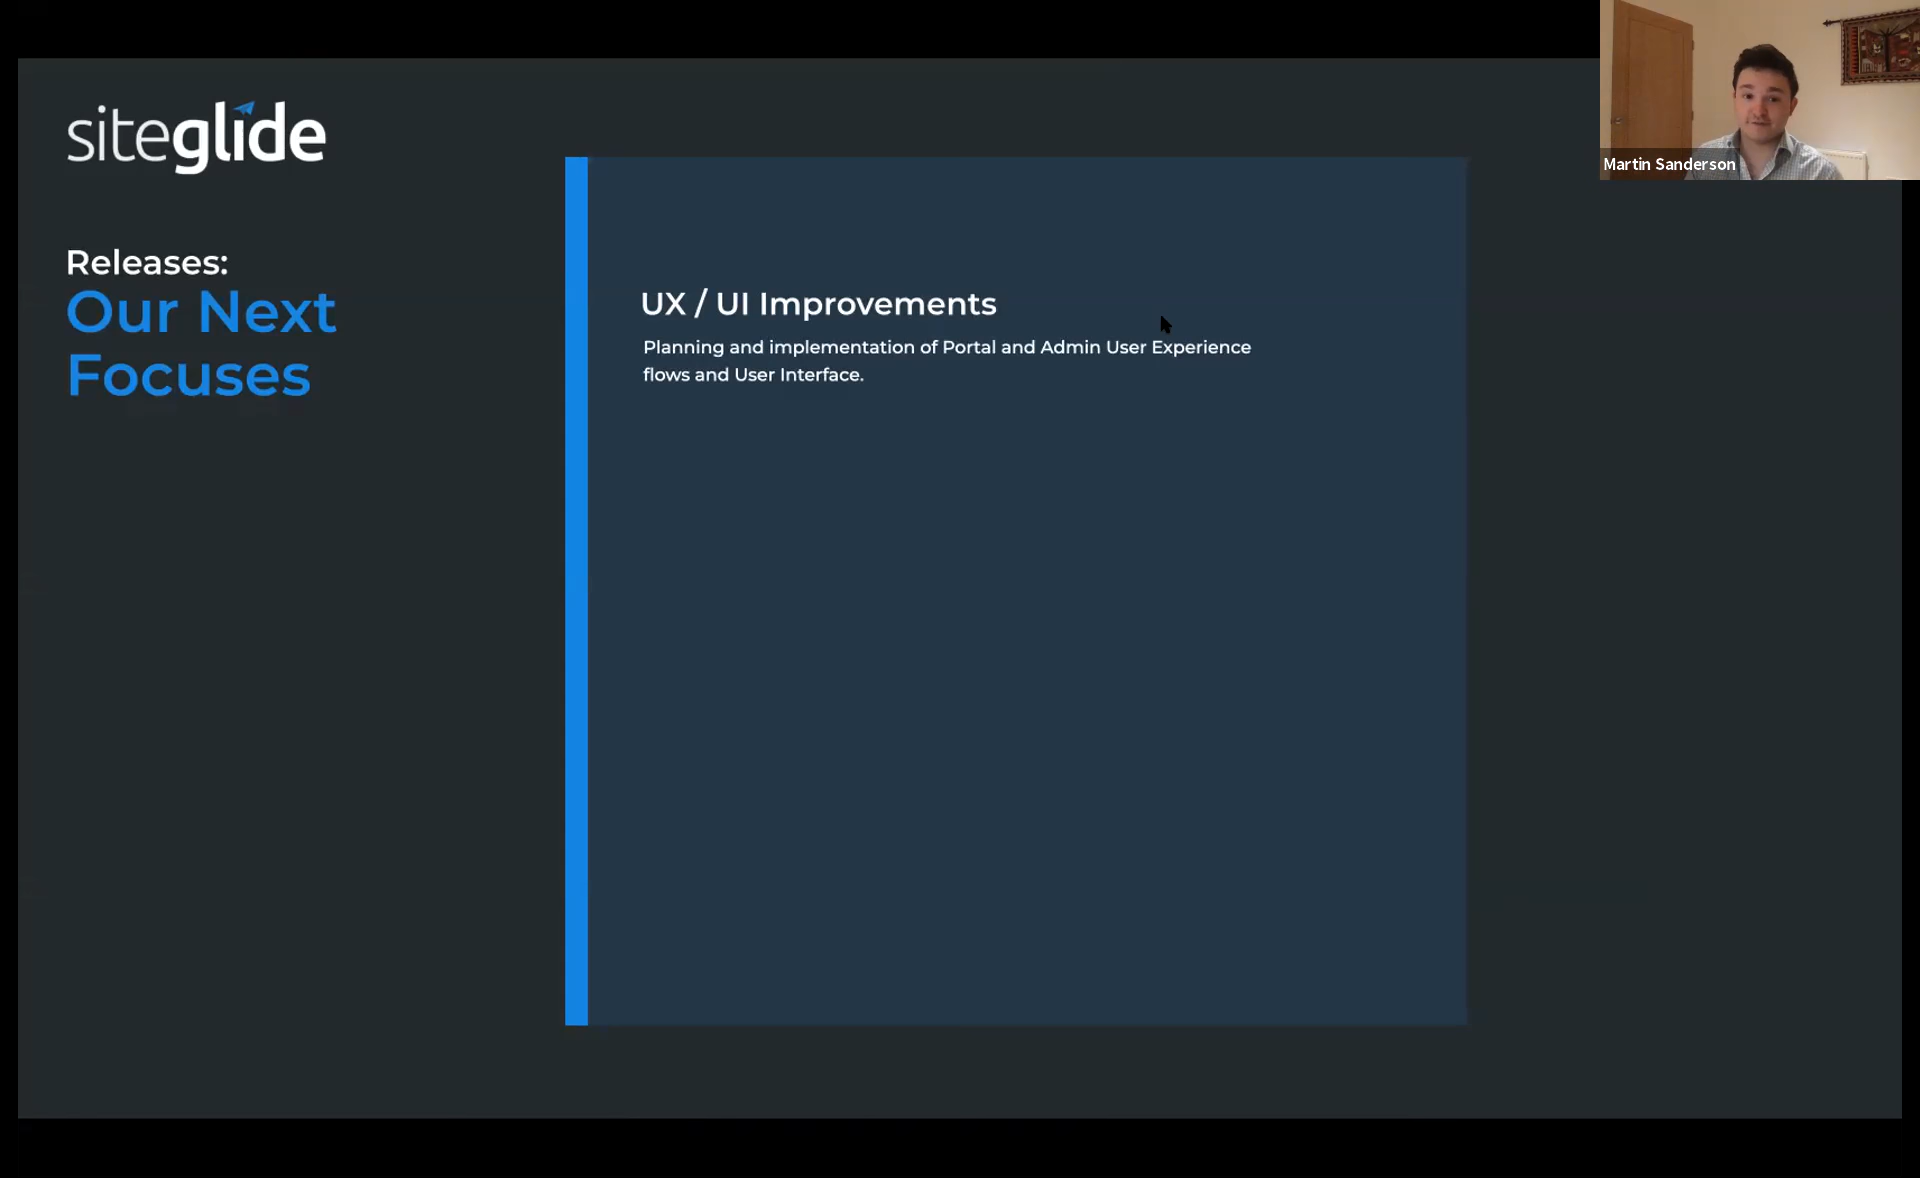 siteglide
Martin Sanderson
Releases:
Our Next
Focuses
UX / UI Improvements
Planning and implementation of Portal and Admin User Experience
flows and User Interface.